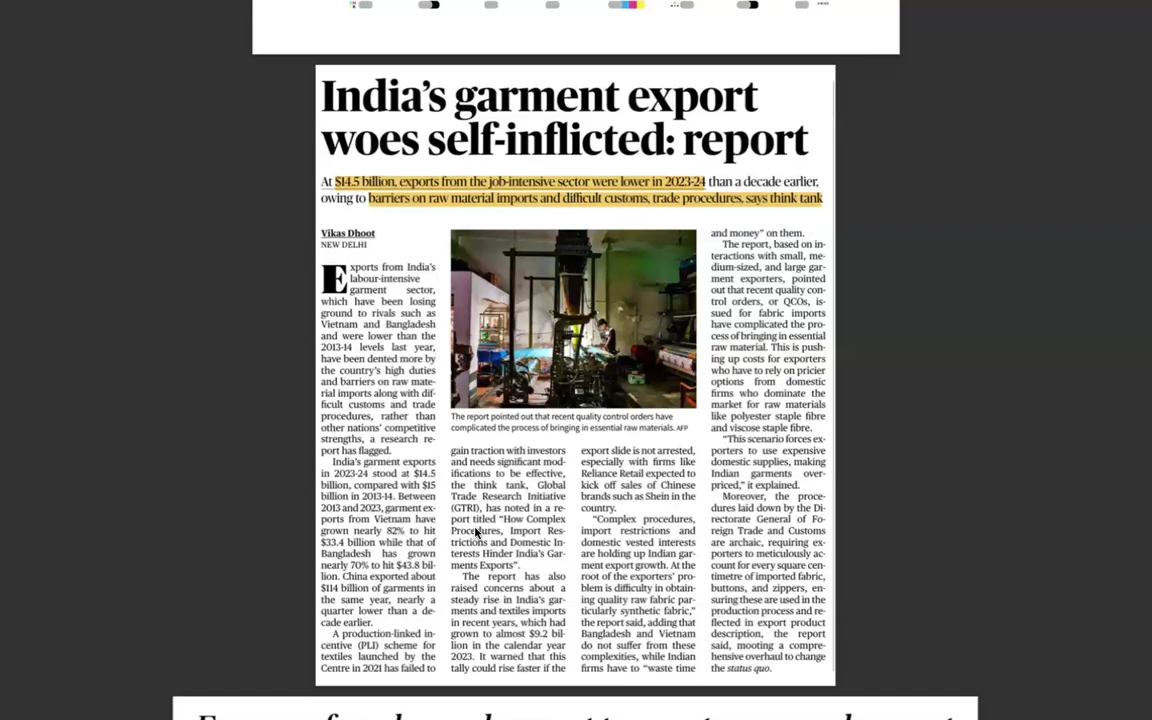 India's garment export
woes self-inflicted: report
At $14.5 billion, exports from the job-intensive sector were lower in 2023-24 than a decade earlier,
owing to barriers on raw material imports and difficult customs, trade procedures, says think tank
Vikas Dhoot
NEW DELHI
Exports from India's
labour-intensive
garment sector,
which have been losing
ground to rivals such as
Vietnam and Bangladesh
and were lower than the
2013-14 levels last year,
have been dented more by
the country's high duties
and barriers on raw mate-
rial imports along with dif-
ficult customs and trade
procedures, rather than
other nations' competitive
strengths, a research re-
port has flagged.
India's garment exports
in 2023-24 stood at $14.5
billion, compared with $15
billion in 2013-14. Between
2013 and 2023, garment ex-
ports from Vietnam have
grown nearly 82% to hit
$33.4 billion while that of
Bangladesh has grown
nearly 70% to hit $43.8 bil-
lion. China exported about
$114 billion of garments in
the same year, nearly a
quarter lower than a de-
cade earlier.
A production-linked in-
centive (PLI) scheme for
textiles launched by the
Centre in 2021 has failed to
The report pointed out that recent quality control orders have
complicated the process of bringing in essential raw materials. AFP
gain traction with investors
and needs significant mod-
ifications to be effective,
the think tank, Global
Trade Research Initiative
(GTRI), has noted in a re-
port titled "How Complex
Procedures, Import Res-
trictions and Domestic In-
terests Hinder India's Gar-
ments Exports".
The report has also
raised concerns about a
steady rise in India's gar-
ments and textiles imports
in recent years, which had
grown to almost $9.2 bil-
lion in the calendar year
2023. It warned that this
tally could rise faster if the
export slide is not arrested,
especially with firms like
Reliance Retail expected to
kick off sales of Chinese
brands such as Shein in the
country.
"Complex procedures,
import restrictions and
domestic vested interests
are holding up Indian gar-
ment export growth. At the
root of the exporters' pro-
blem is difficulty in obtain-
ing quality raw fabric par-
ticularly synthetic fabric,"
the report said, adding that
Bangladesh and Vietnam
do not suffer from these
complexities, while Indian
firms have to "waste time
and money" on them.
The report, based on in-
teractions with small, me-
dium-sized, and large gar-
ment exporters, pointed
out that recent quality con-
trol orders, or QCOs, is-
sued for fabric imports
have complicated the pro-
cess of bringing in essential
raw material. This is push-
ing up costs for exporters
who have to rely on pricier
options from domestic
firms who dominate the
market for raw materials
like polyester staple fibre
and viscose staple fibre.
"This scenario forces ex-
porters to use expensive
domestic supplies, making
Indian garments over-
priced," it explained.
Moreover, the proce-
dures laid down by the Di-
rectorate General of Fo-
reign Trade and Customs
are archaic, requiring ex-
porters to meticulously ac-
count for every square cen-
timetre of imported fabric,
buttons, and zippers, en-
suring these are used in the
production process and re-
flected in export product
description, the report
said, mooting a compre-
hensive overhaul to change
the status quo.